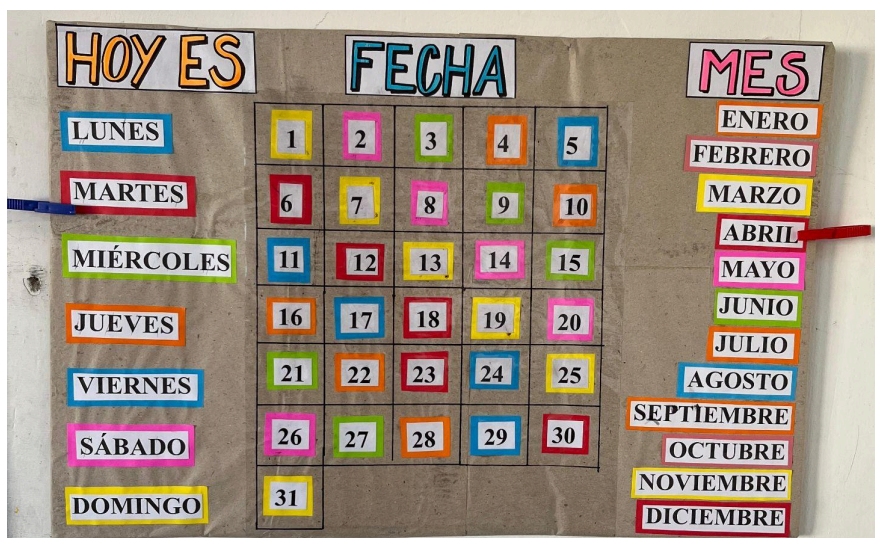 HOY ES
FECHA
MES
LUNES
MARTES
MIÉRCOLES
JUEVES
VIERNES
SÁBADO
DOMINGO
1 2 3 4 5
6 7 8 9 10
11 12 13 14 15
16 17 18 19 20
21 22 23 24 25
26 27 28 29 30
31
ENERO
FEBRERO
MARZO
ABRIL
MAYO
JUNIO
JULIO
AGOSTO
SEPTIEMBRE
OCTUBRE
NOVIEMBRE
DICIEMBRE